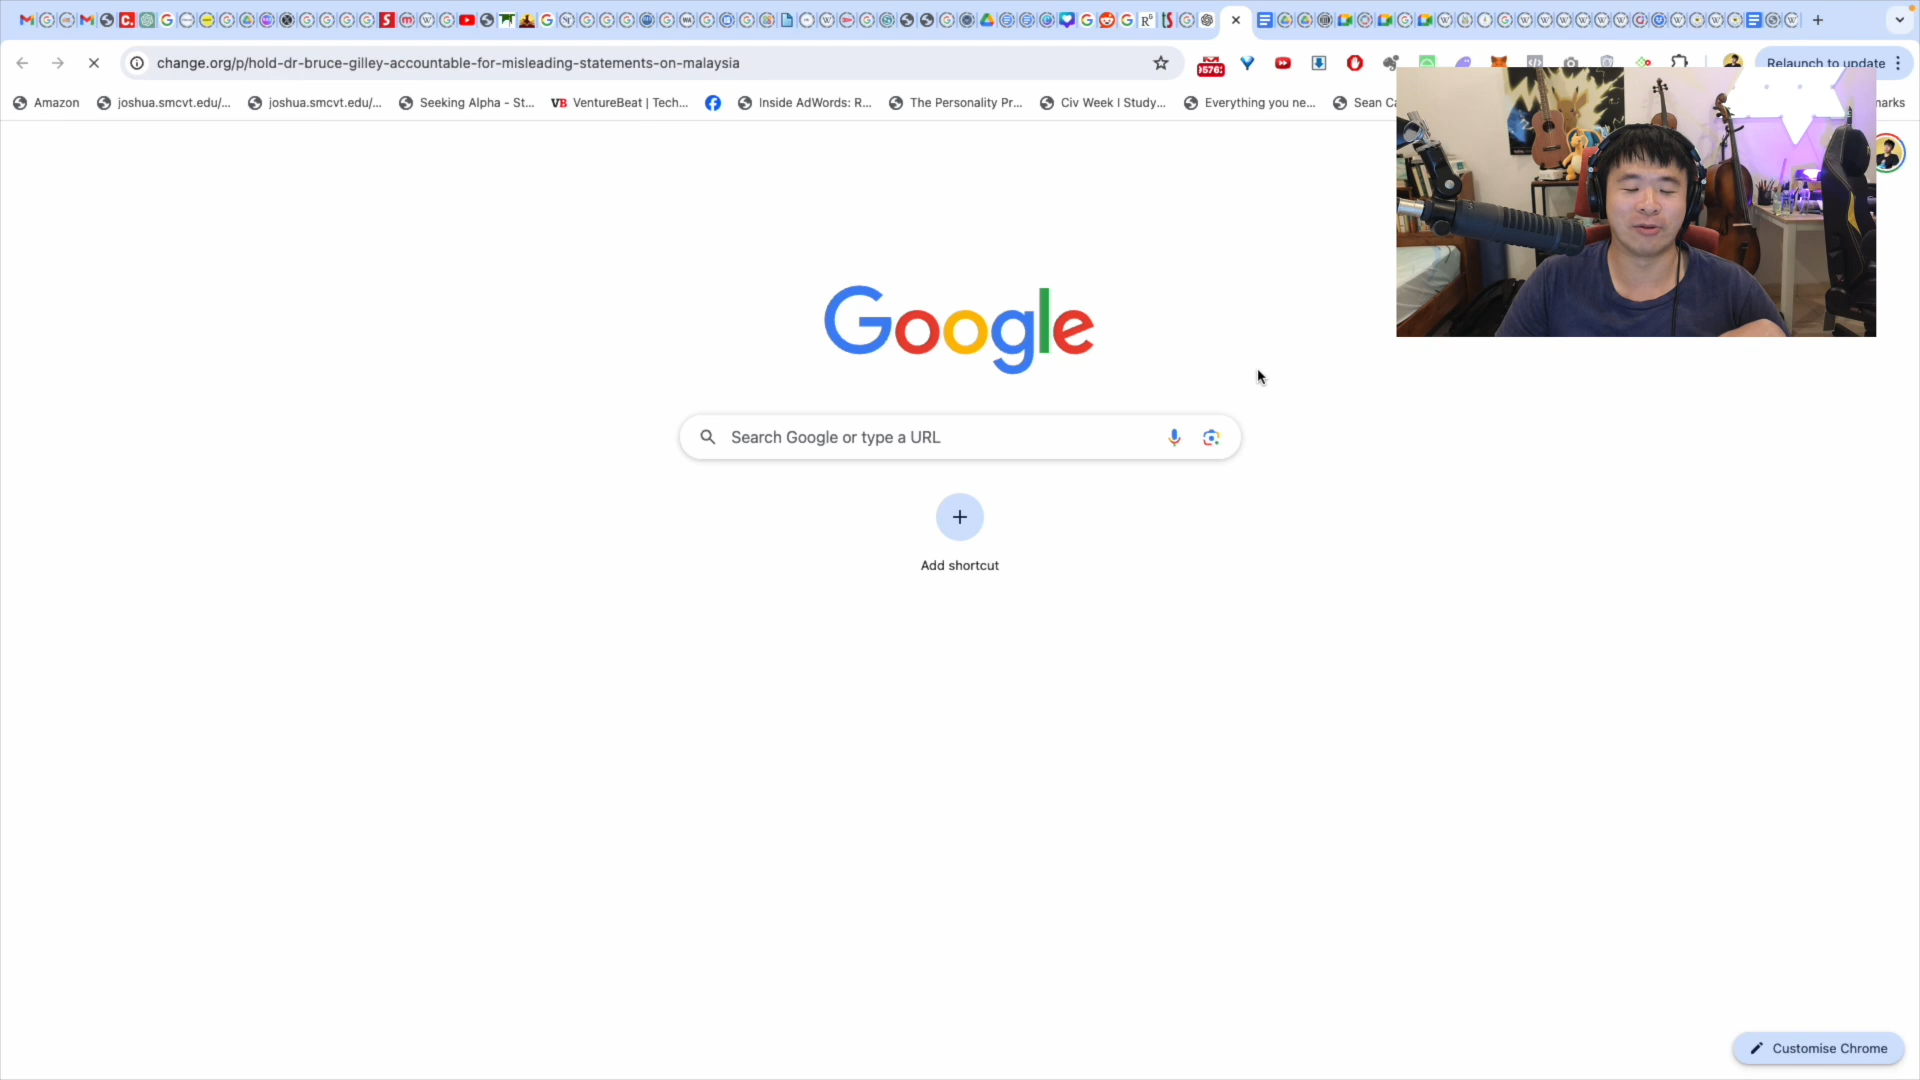 change.org/p/hold-dr-bruce-gilley-accountable-for-misleading-statements-on-malaysia
Relaunch to update
Amazon
joshua.smcvt.edu/...
joshua.smcvt.edu/...
Seeking Alpha - St...
VB VentureBeat | Tech...
Inside AdWords: R...
The Personality Pr...
Civ Week I Study...
Everything you ne...
Sean Ca
marks
Google
Search Google or type a URL
Add shortcut
Customise Chrome